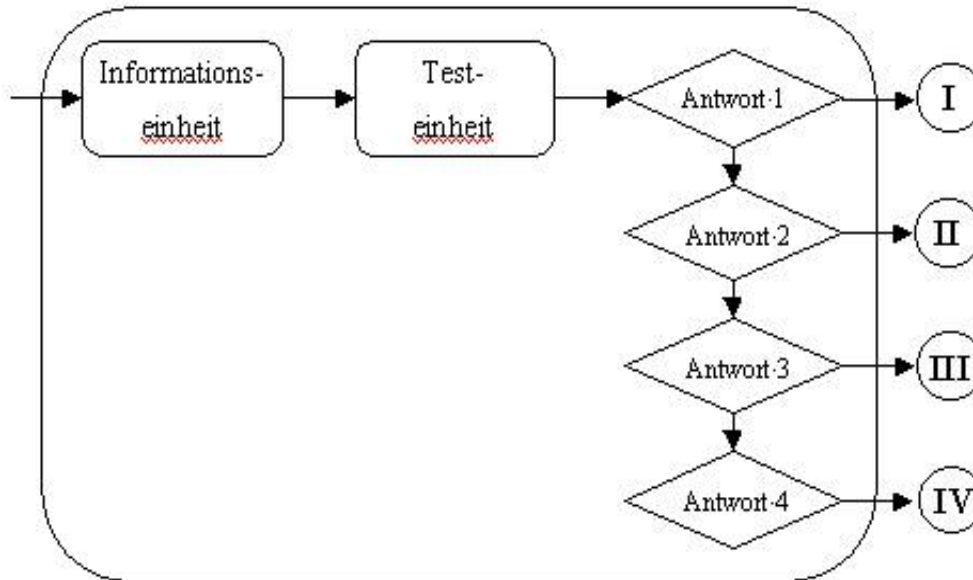 Informations-
einheit
Test-
einheit
Antwort·1
I
Antwort·2
II
Antwort·3
III
Antwort·4
IV